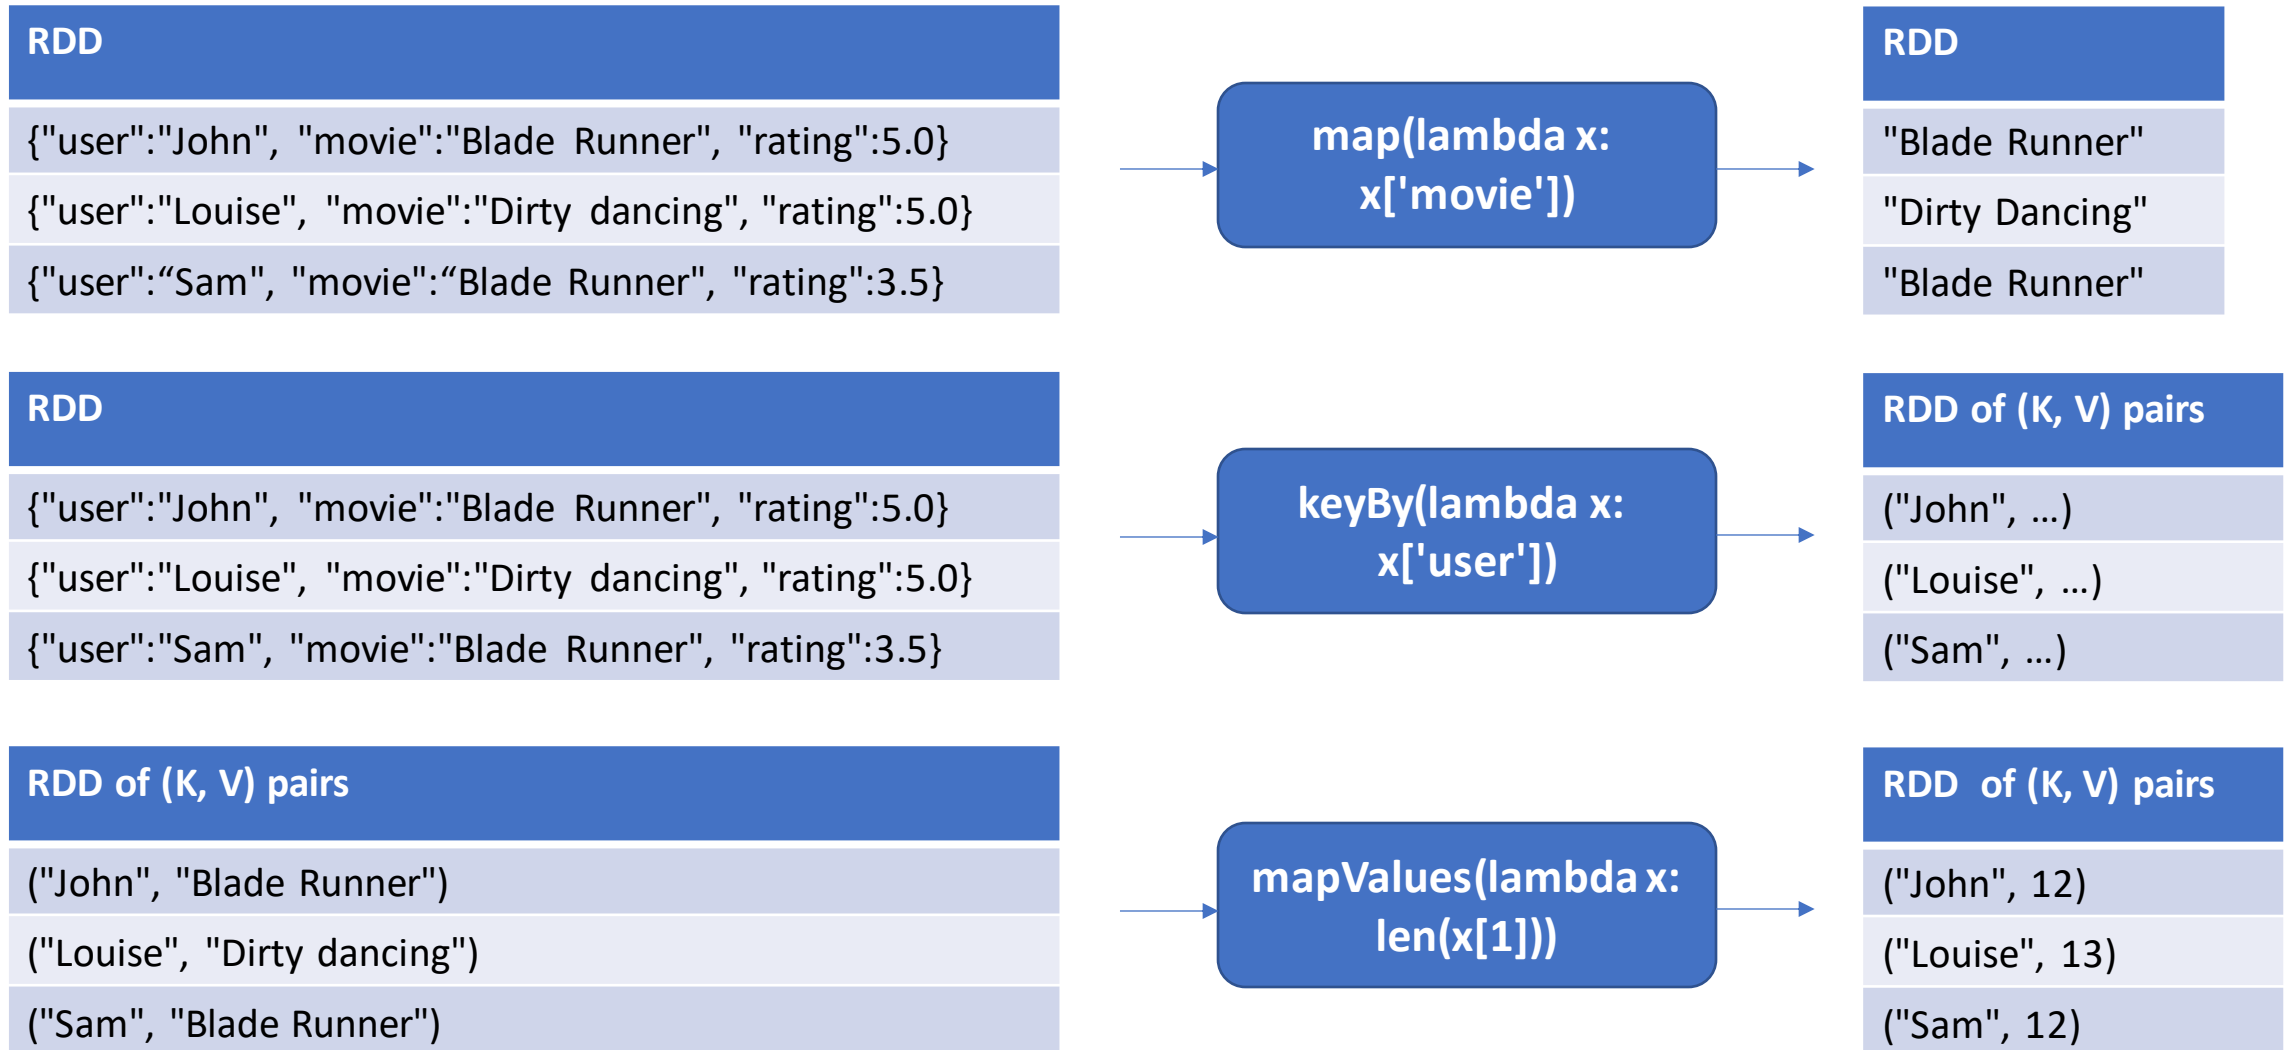 RDD
{"user":"John", "movie":"Blade Runner", "rating":5.0}
{"user":"Louise", "movie":"Dirty dancing", "rating":5.0}
{"user":“Sam", "movie":“Blade Runner", "rating":3.5}
map(lambda x:
x['movie'])
RDD
"Blade Runner"
"Dirty Dancing"
"Blade Runner"
RDD
{"user":"John", "movie":"Blade Runner", "rating":5.0}
{"user":"Louise", "movie":"Dirty dancing", "rating":5.0}
{"user":"Sam", "movie":"Blade Runner", "rating":3.5}
keyBy(lambda x:
x['user'])
RDD of (K, V) pairs
("John", …)
("Louise", …)
("Sam", …)
RDD of (K, V) pairs
("John", "Blade Runner")
("Louise", "Dirty dancing")
("Sam", "Blade Runner")
mapValues(lambda x:
len(x[1]))
RDD of (K, V) pairs
("John", 12)
("Louise", 13)
("Sam", 12)